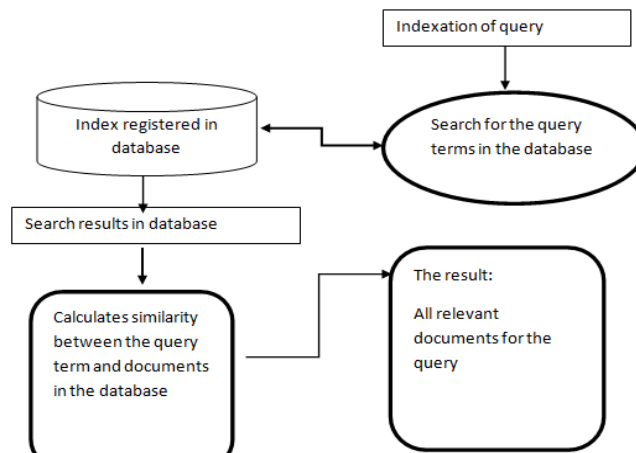 Indexation of query
Index registered in
database
Search for the query
terms in the database
Search results in database
Calculates similarity
between the query
term and documents
in the database
The result:
All relevant
documents for the
query